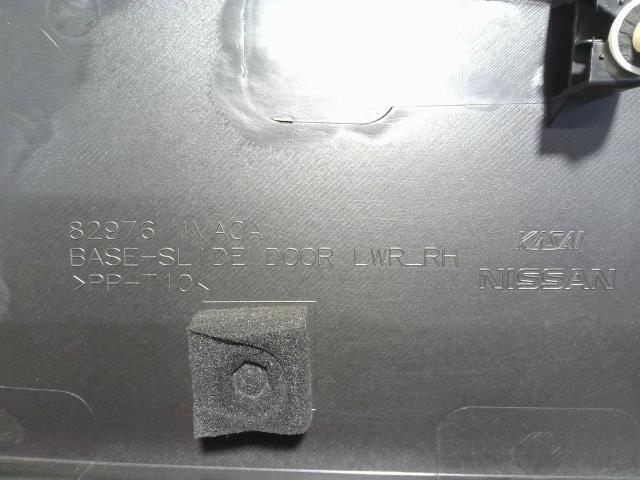 82976 1VA0A
BASE-SLIDE DOOR LWR_RH
>PP-T10<
KASAI
NISSAN